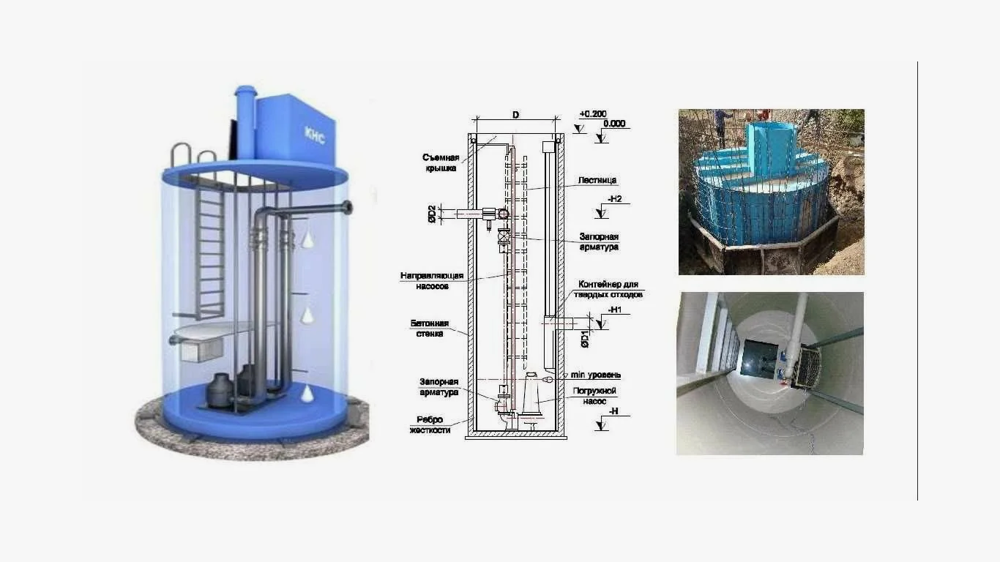 КНС
D
+0.200
0.000
Съемная
крышка
Лестница
-H2
ØD2
Запорная
арматура
Направляющая
насосов
Контейнер для
твердых отходов
-H1
Бетонная
стенка
ØD1
min уровень
Запорная
арматура
Погружной
насос
-H
Ребро
жесткости